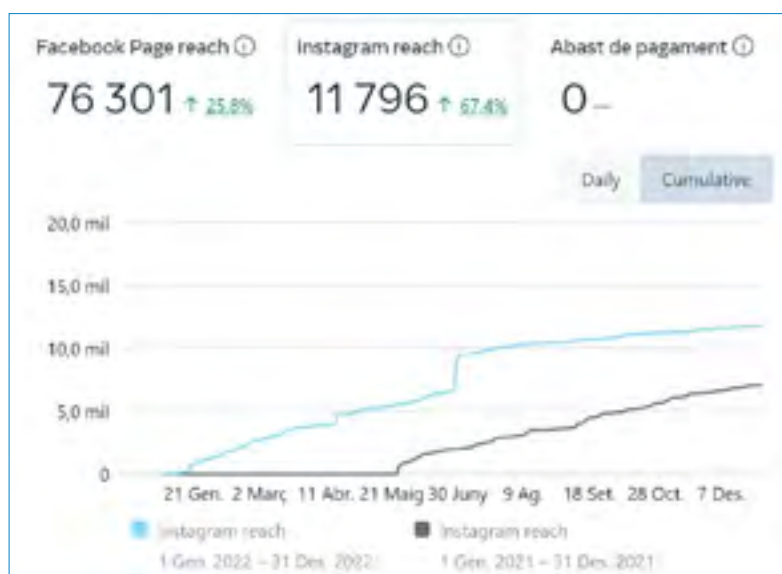 Facebook Page reach
76 301 ↑ 25,8%
Instagram reach
11 796 ↑ 67,4%
Abast de pagament
0 –
Daily
Cumulative
20,0 mil
15,0 mil
10,0 mil
5,0 mil
0
21 Gen. 2 Març 11 Abr. 21 Maig 30 Juny 9 Ag. 18 Set. 28 Oct. 7 Des.
Instagram reach
1 Gen. 2022 – 31 Des. 2022
Instagram reach
1 Gen. 2021 – 31 Des. 2021